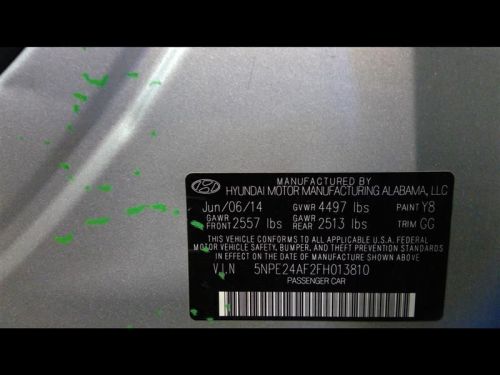 MANUFACTURED BY
HYUNDAI MOTOR MANUFACTURING ALABAMA, LLC
Jun/06/14 GVWR 4497 lbs PAINT Y8
GAWR FRONT 2557 lbs GAWR REAR 2513 lbs TRIM GG
THIS VEHICLE CONFORMS TO ALL APPLICABLE U.S.A. FEDERAL
MOTOR VEHICLE SAFETY, BUMPER, AND THEFT PREVENTION STANDARDS
IN EFFECT ON THE DATE OF MANUFACTURE SHOWN ABOVE
V.I.N 5NPE24AF2FH013810
PASSENGER CAR